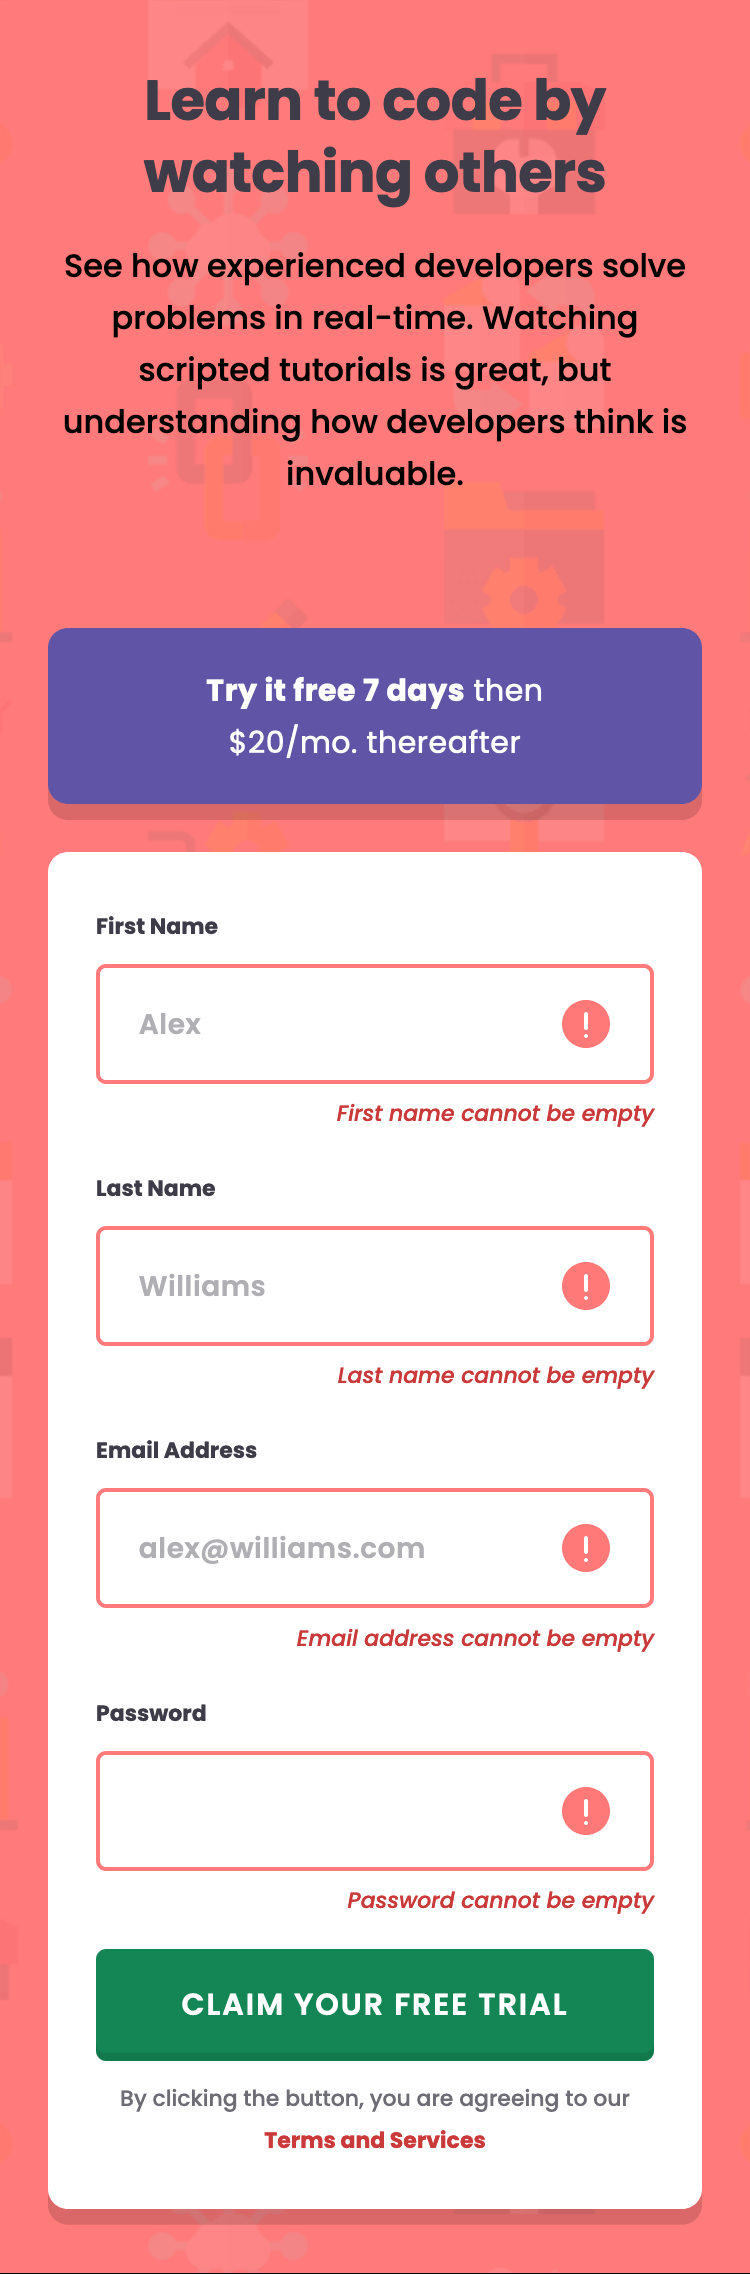 Learn to code by
watching others
See how experienced developers solve
problems in real-time. Watching
scripted tutorials is great, but
understanding how developers think is
invaluable.
Try it free 7 days then
$20/mo. thereafter
First Name
Alex
First name cannot be empty
Last Name
Williams
Last name cannot be empty
Email Address
alex@williams.com
Email address cannot be empty
Password
Password cannot be empty
CLAIM YOUR FREE TRIAL
By clicking the button, you are agreeing to our
Terms and Services